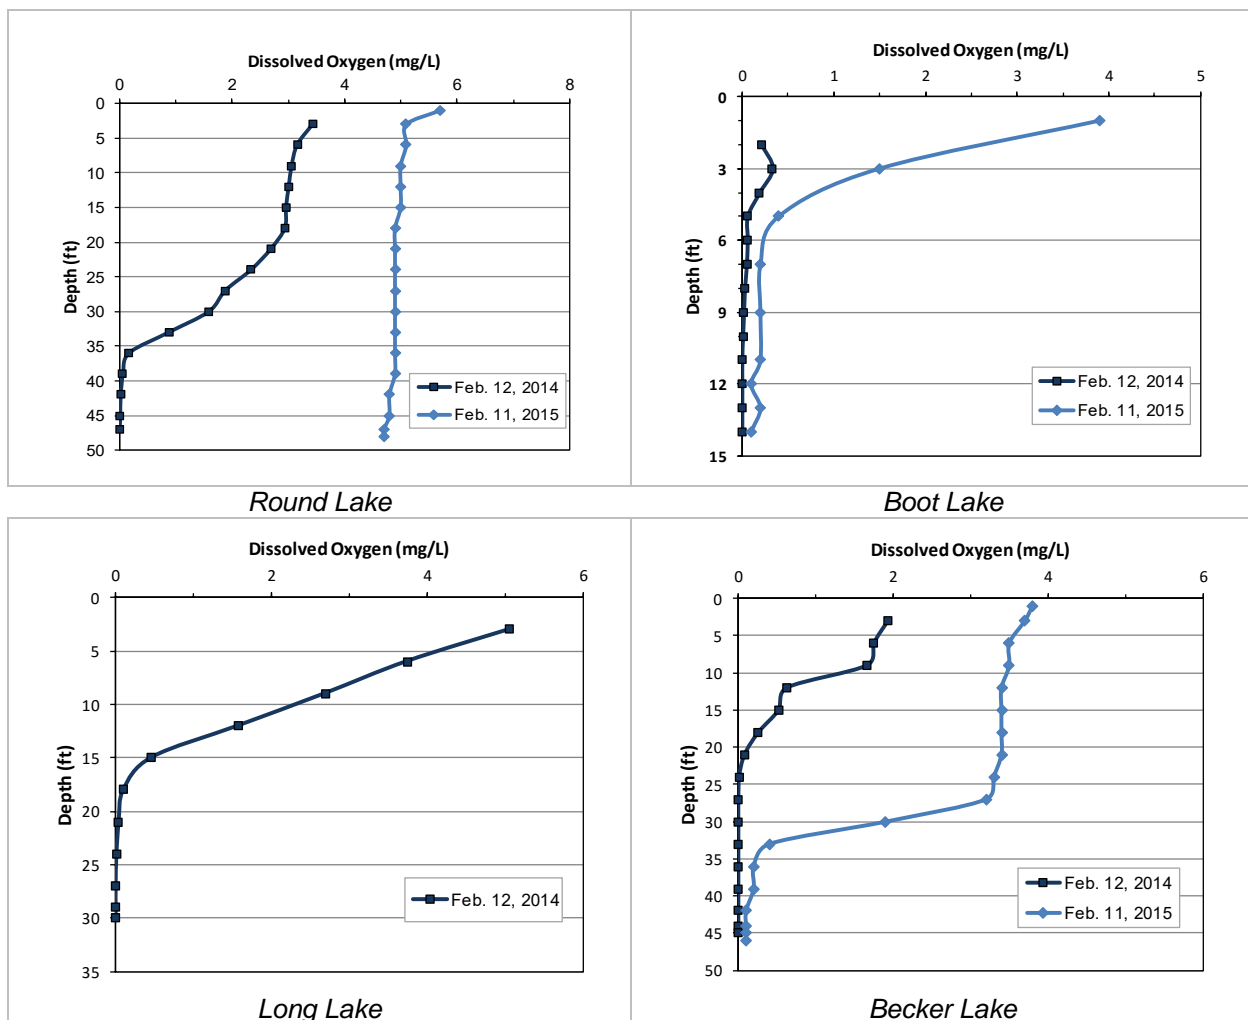 Dissolved Oxygen (mg/L)
0 2 4 6 8
0
5
10
15
20
25
30
35
40
45
50
Depth (ft)
Feb. 12, 2014
Feb. 11, 2015
Round Lake
Dissolved Oxygen (mg/L)
0 1 2 3 4 5
0
3
6
9
12
15
Depth (ft)
Feb. 12, 2014
Feb. 11, 2015
Boot Lake
Dissolved Oxygen (mg/L)
0 2 4 6
0
5
10
15
20
25
30
35
Depth (ft)
Feb. 12, 2014
Long Lake
Dissolved Oxygen (mg/L)
0 2 4 6
0
5
10
15
20
25
30
35
40
45
50
Depth (ft)
Feb. 12, 2014
Feb. 11, 2015
Becker Lake